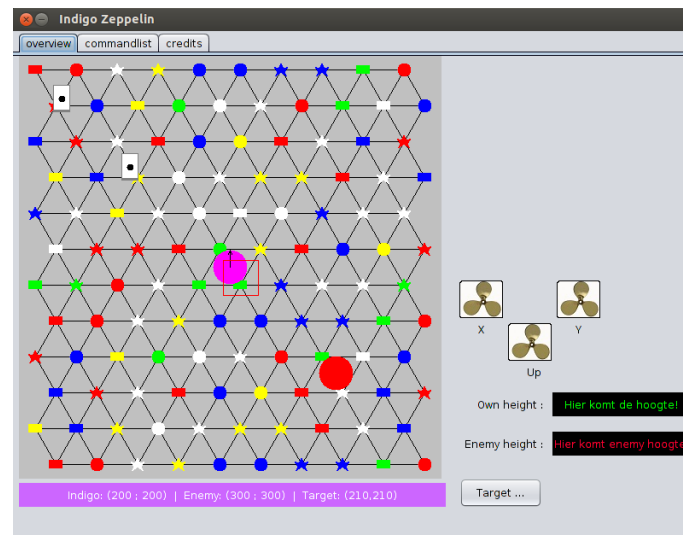 Indigo Zeppelin
overview commandlist credits
X Y
Up
Own height : Hier komt de hoogte!
Enemy height : Hier komt enemy hoogte
Indigo: (200 ; 200) | Enemy: (300 ; 300) | Target: (210,210)
Target ...